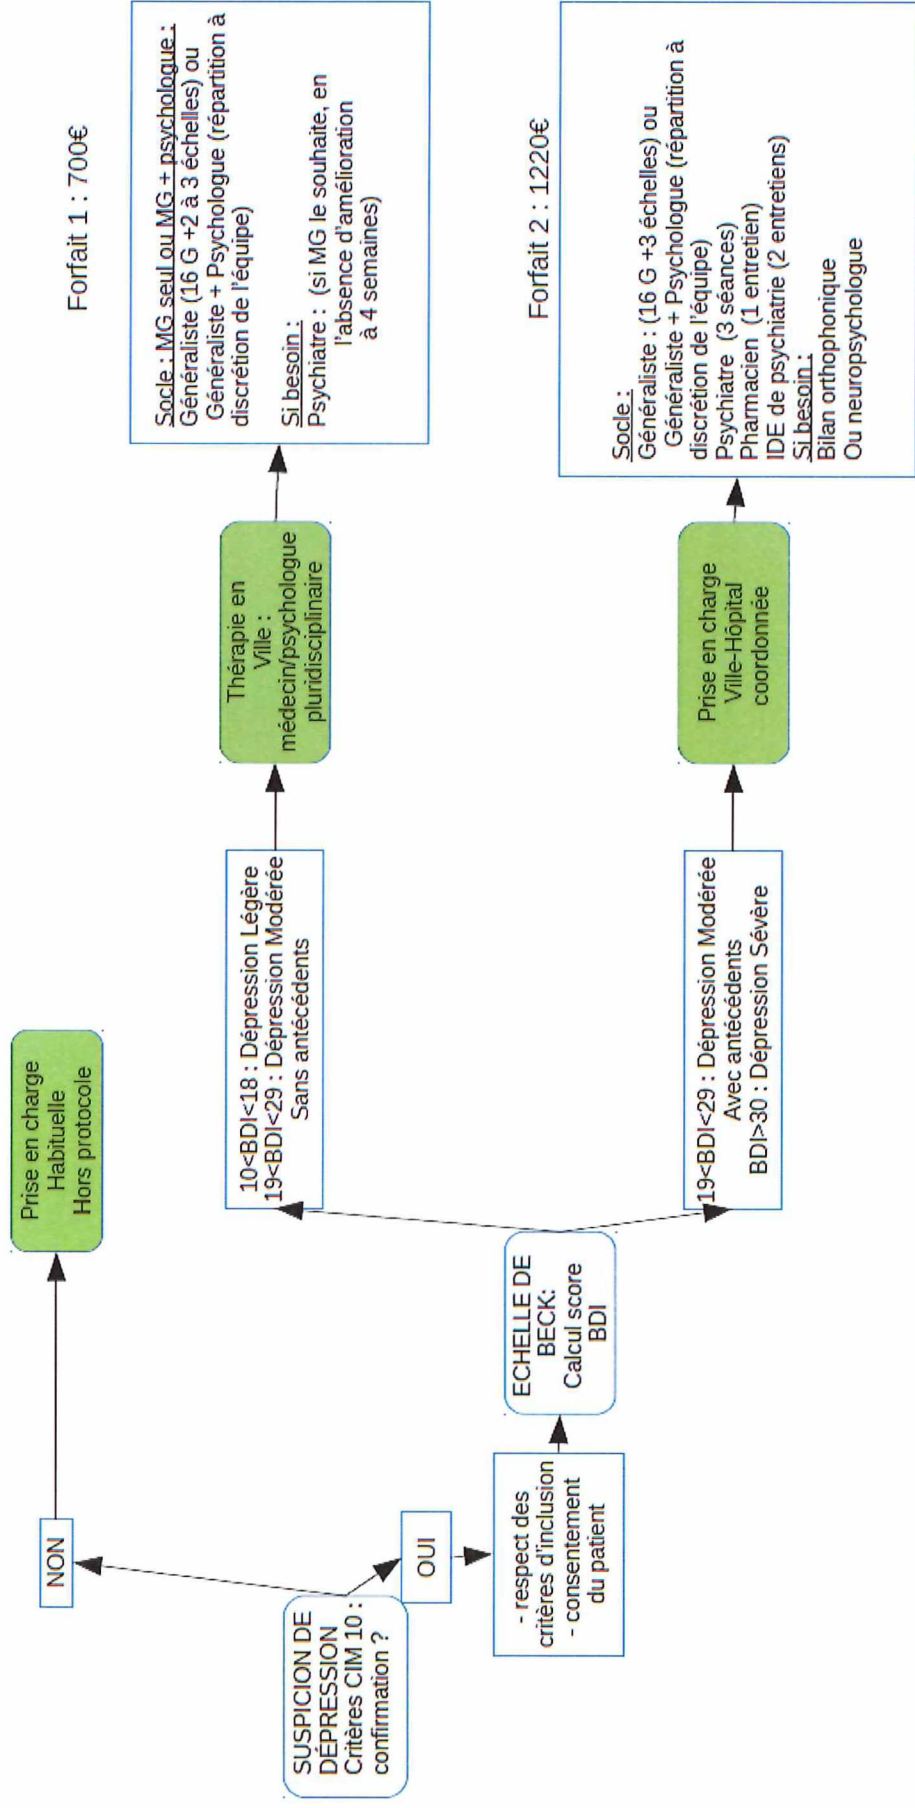 SUSPICION DE
DÉPRESSION
Critères CIM 10 :
confirmation ?
NON
Prise en charge
Habituelle
Hors protocole
OUI
- respect des
critères d'inclusion
- consentement
du patient
ECHELLE DE
BECK:
Calcul score
BDI
10<BDI<18 : Dépression Légère
19<BDI<29 : Dépression Modérée
Sans antécédents
Thérapie en
Ville :
médecin/psychologue
pluridisciplinaire
Forfait 1 : 700€
Socle : MG seul ou MG + psychologue :
Généraliste (16 G +2 à 3 échelles) ou
Généraliste + Psychologue (répartition à
discrétion de l'équipe)
Si besoin :
Psychiatre : (si MG le souhaite, en
l'absence d'amélioration
à 4 semaines)
19<BDI<29 : Dépression Modérée
Avec antécédents
BDI>30 : Dépression Sévère
Prise en charge
Ville-Hôpital
coordonnée
Forfait 2 : 1220€
Socle :
Généraliste : (16 G +3 échelles) ou
Généraliste + Psychologue (répartition à
discrétion de l'équipe)
Psychiatre (3 séances)
Pharmacien (1 entretien)
IDE de psychiatrie (2 entretiens)
Si besoin :
Bilan orthophonique
Ou neuropsychologue